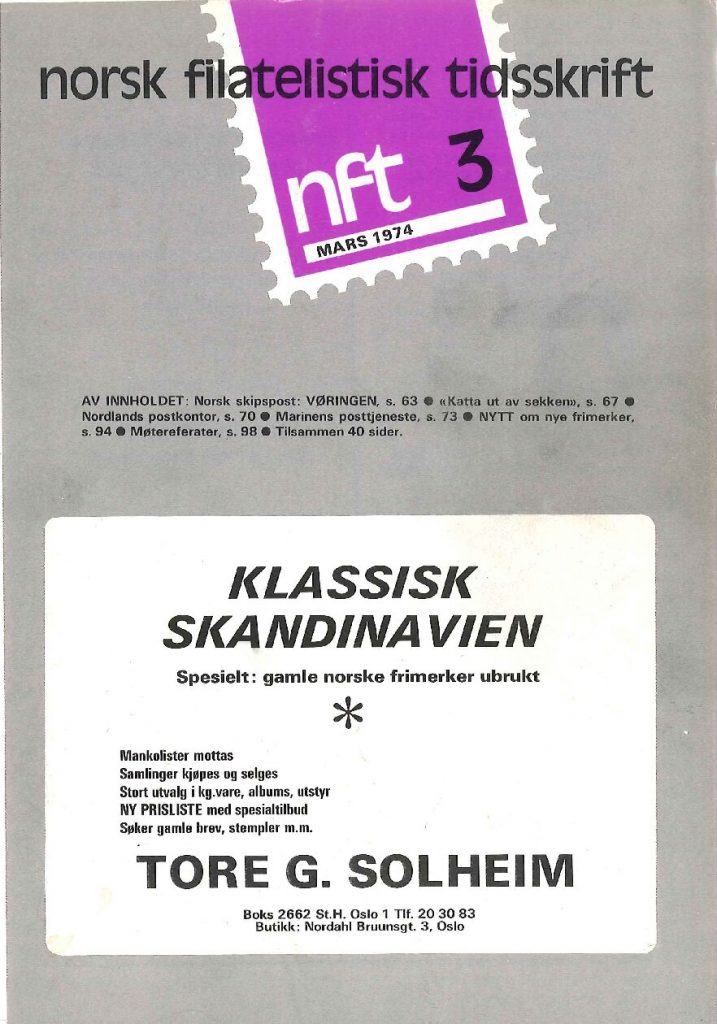 norsk filatelistisk tidsskrift
nft 3
MARS 1974
AV INNHOLDET: Norsk skipspost: VØRINGEN, s. 63 ● «Katta ut av sekken», s. 67 ●
Nordlands postkontor, s. 70 ● Marinens posttjeneste, s. 73 ● NYTT om nye frimerker,
s. 94 ● Møtereferater, s. 98 ● Tilsammen 40 sider.
KLASSISK
SKANDINAVIEN
Spesielt: gamle norske frimerker ubrukt
*
Mankolister mottas
Samlinger kjøpes og selges
Stort utvalg i kg.vare, albums, utstyr
NY PRISLISTE med spesialtilbud
Søker gamle brev, stempler m.m.
TORE G. SOLHEIM
Boks 2662 St.H. Oslo 1 Tlf. 20 30 83
Butikk: Nordahl Bruunsgt. 3, Oslo